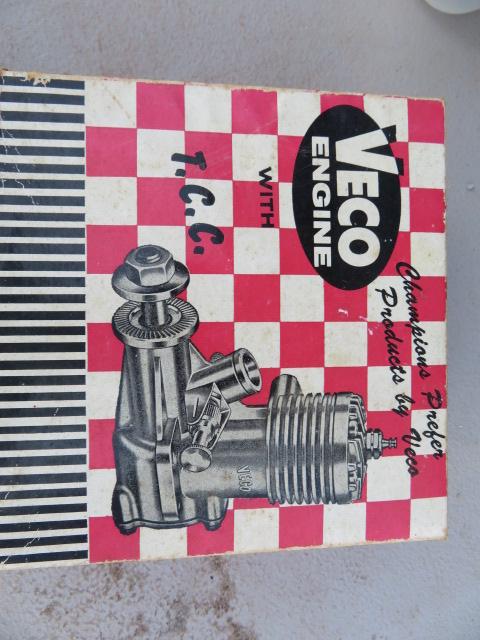 Champions Prefer
Products by Veco
VECO
ENGINE
WITH
T.C.C.
VECO